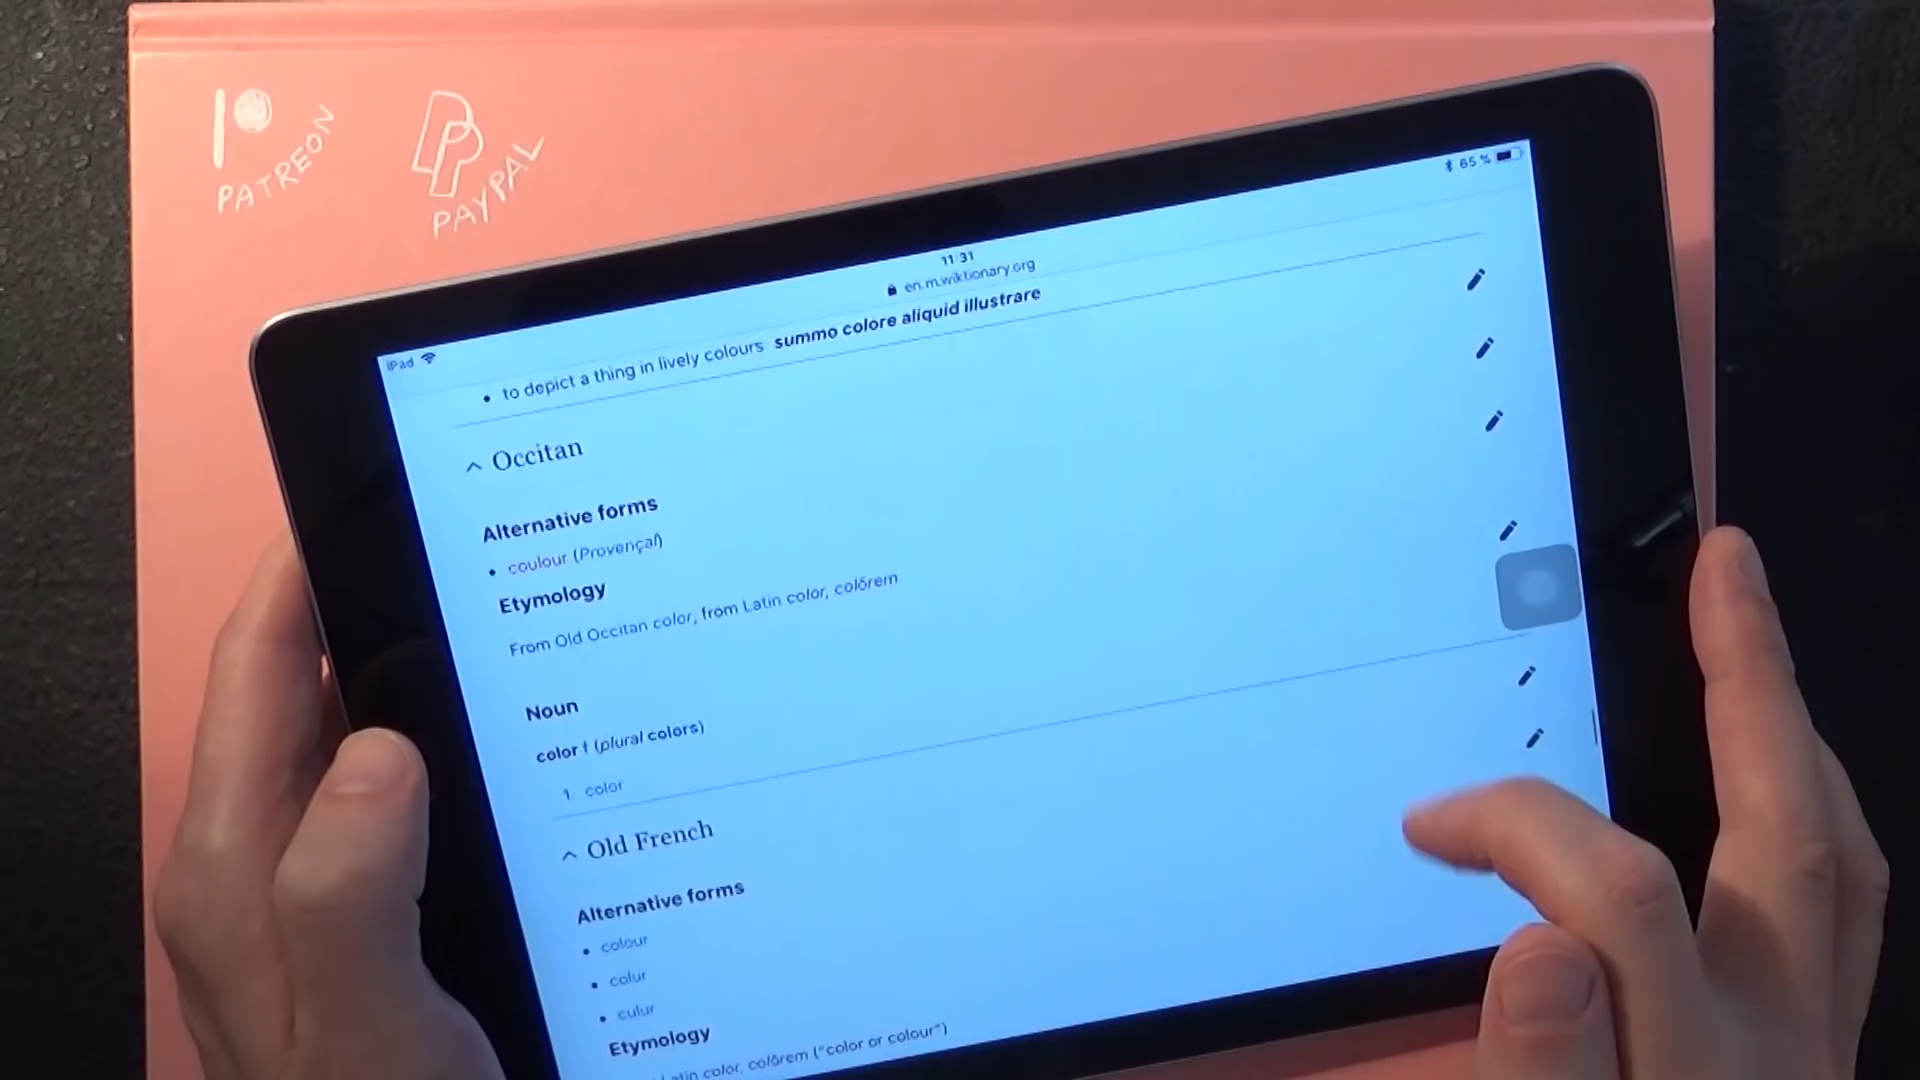 PATREON
PAYPAL
iPad
11 31
65 %
en.m.wiktionary.org
• to depict a thing in lively colours summo colore aliquid illustrare
Occitan
Alternative forms
• coulour (Provençal)
Etymology
From Old Occitan color, from Latin color, colōrem
Noun
color f (plural colors)
1 color
Old French
Alternative forms
• colour
• colur
• culur
Etymology
Latin color, colōrem ("color or colour")